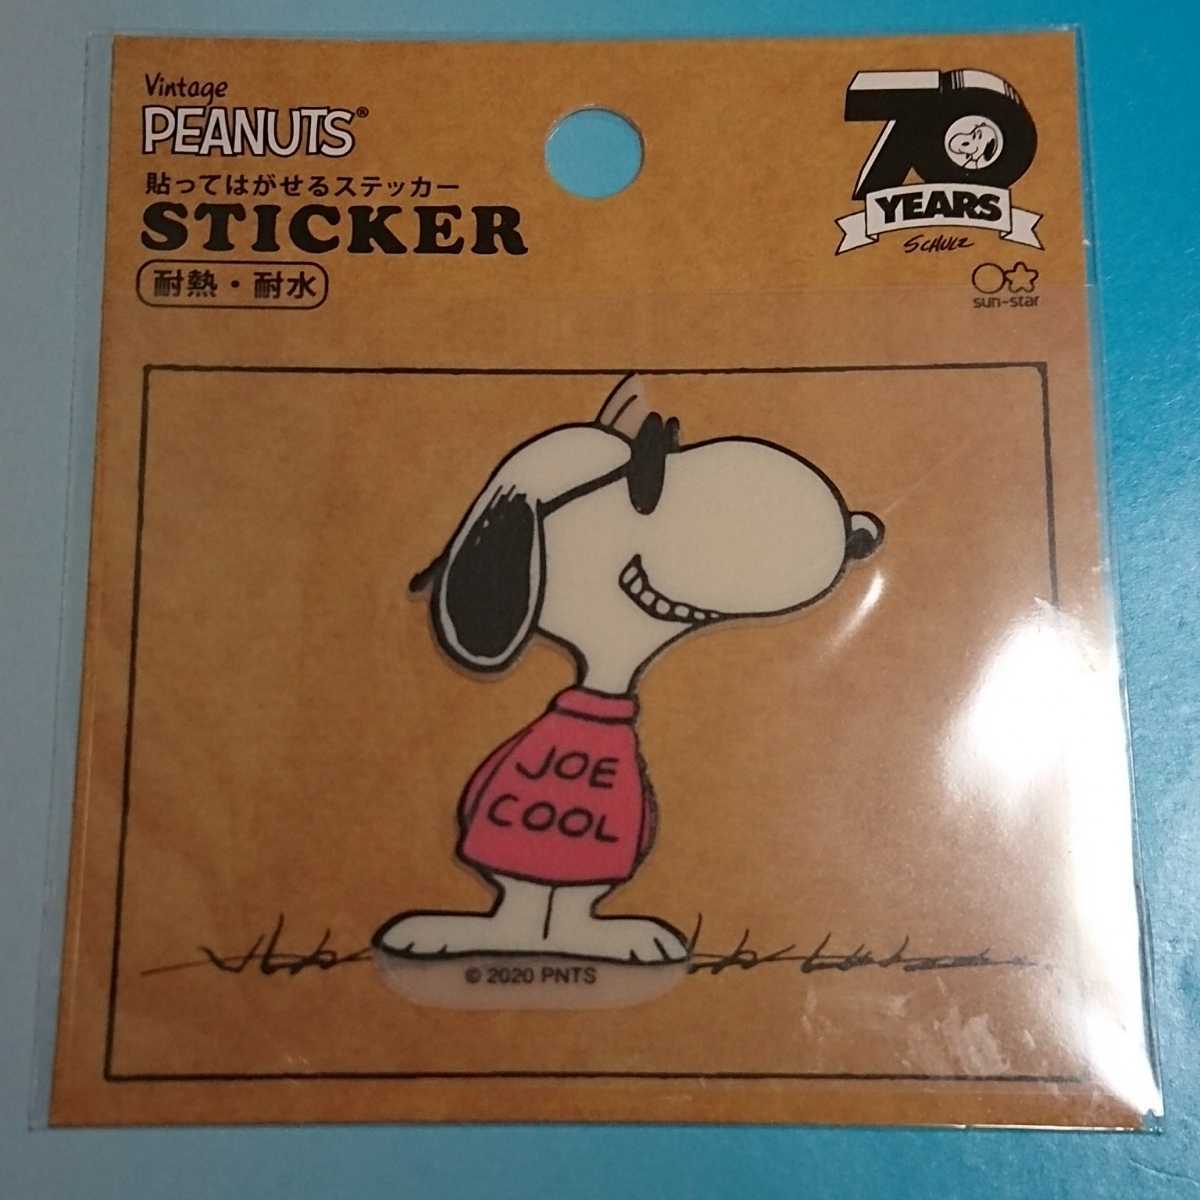 Vintage
PEANUTS®
貼ってはがせるステッカー
STICKER
耐熱・耐水
70
YEARS
SCHULZ
sun-star
JOE
COOL
© 2020 PNTS